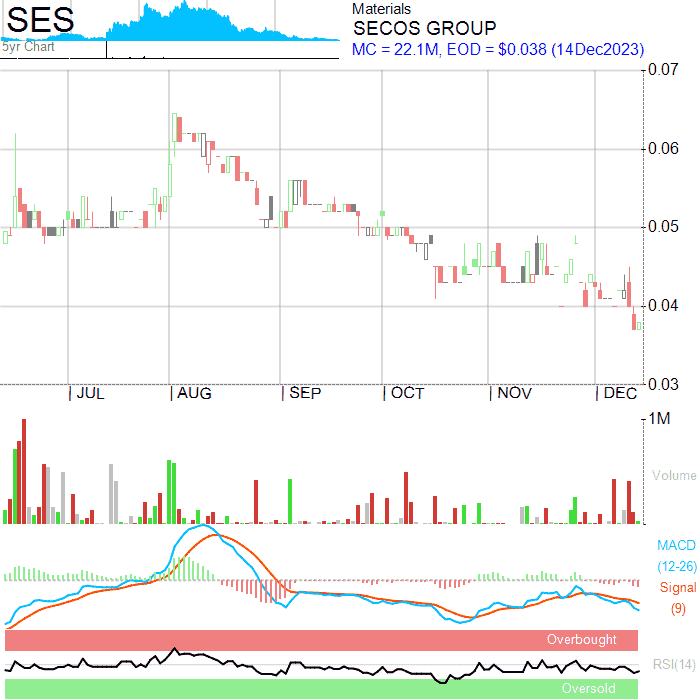 SES
5yr Chart
Materials
SECOS GROUP
MC = 22.1M, EOD = $0.038 (14Dec2023)
0.07
0.06
0.05
0.04
0.03
JUL AUG SEP OCT NOV DEC
1M
Volume
MACD
(12-26)
Signal
(9)
Overbought
RSI(14)
Oversold